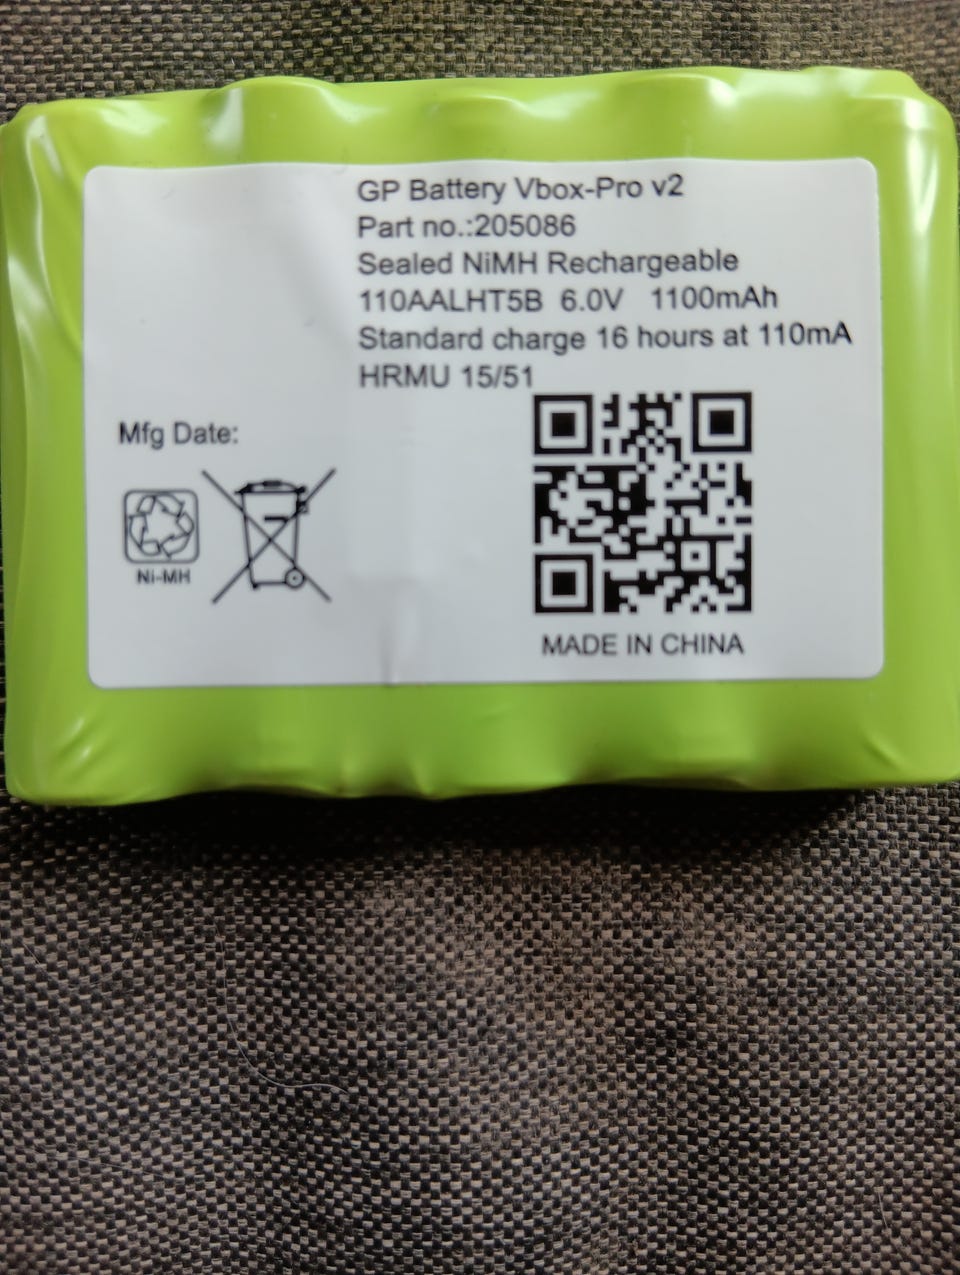 GP Battery Vbox-Pro v2
Part no.:205086
Sealed NiMH Rechargeable
110AALHT5B 6.0V 1100mAh
Standard charge 16 hours at 110mA
HRMU 15/51
Mfg Date:
Ni-MH
MADE IN CHINA